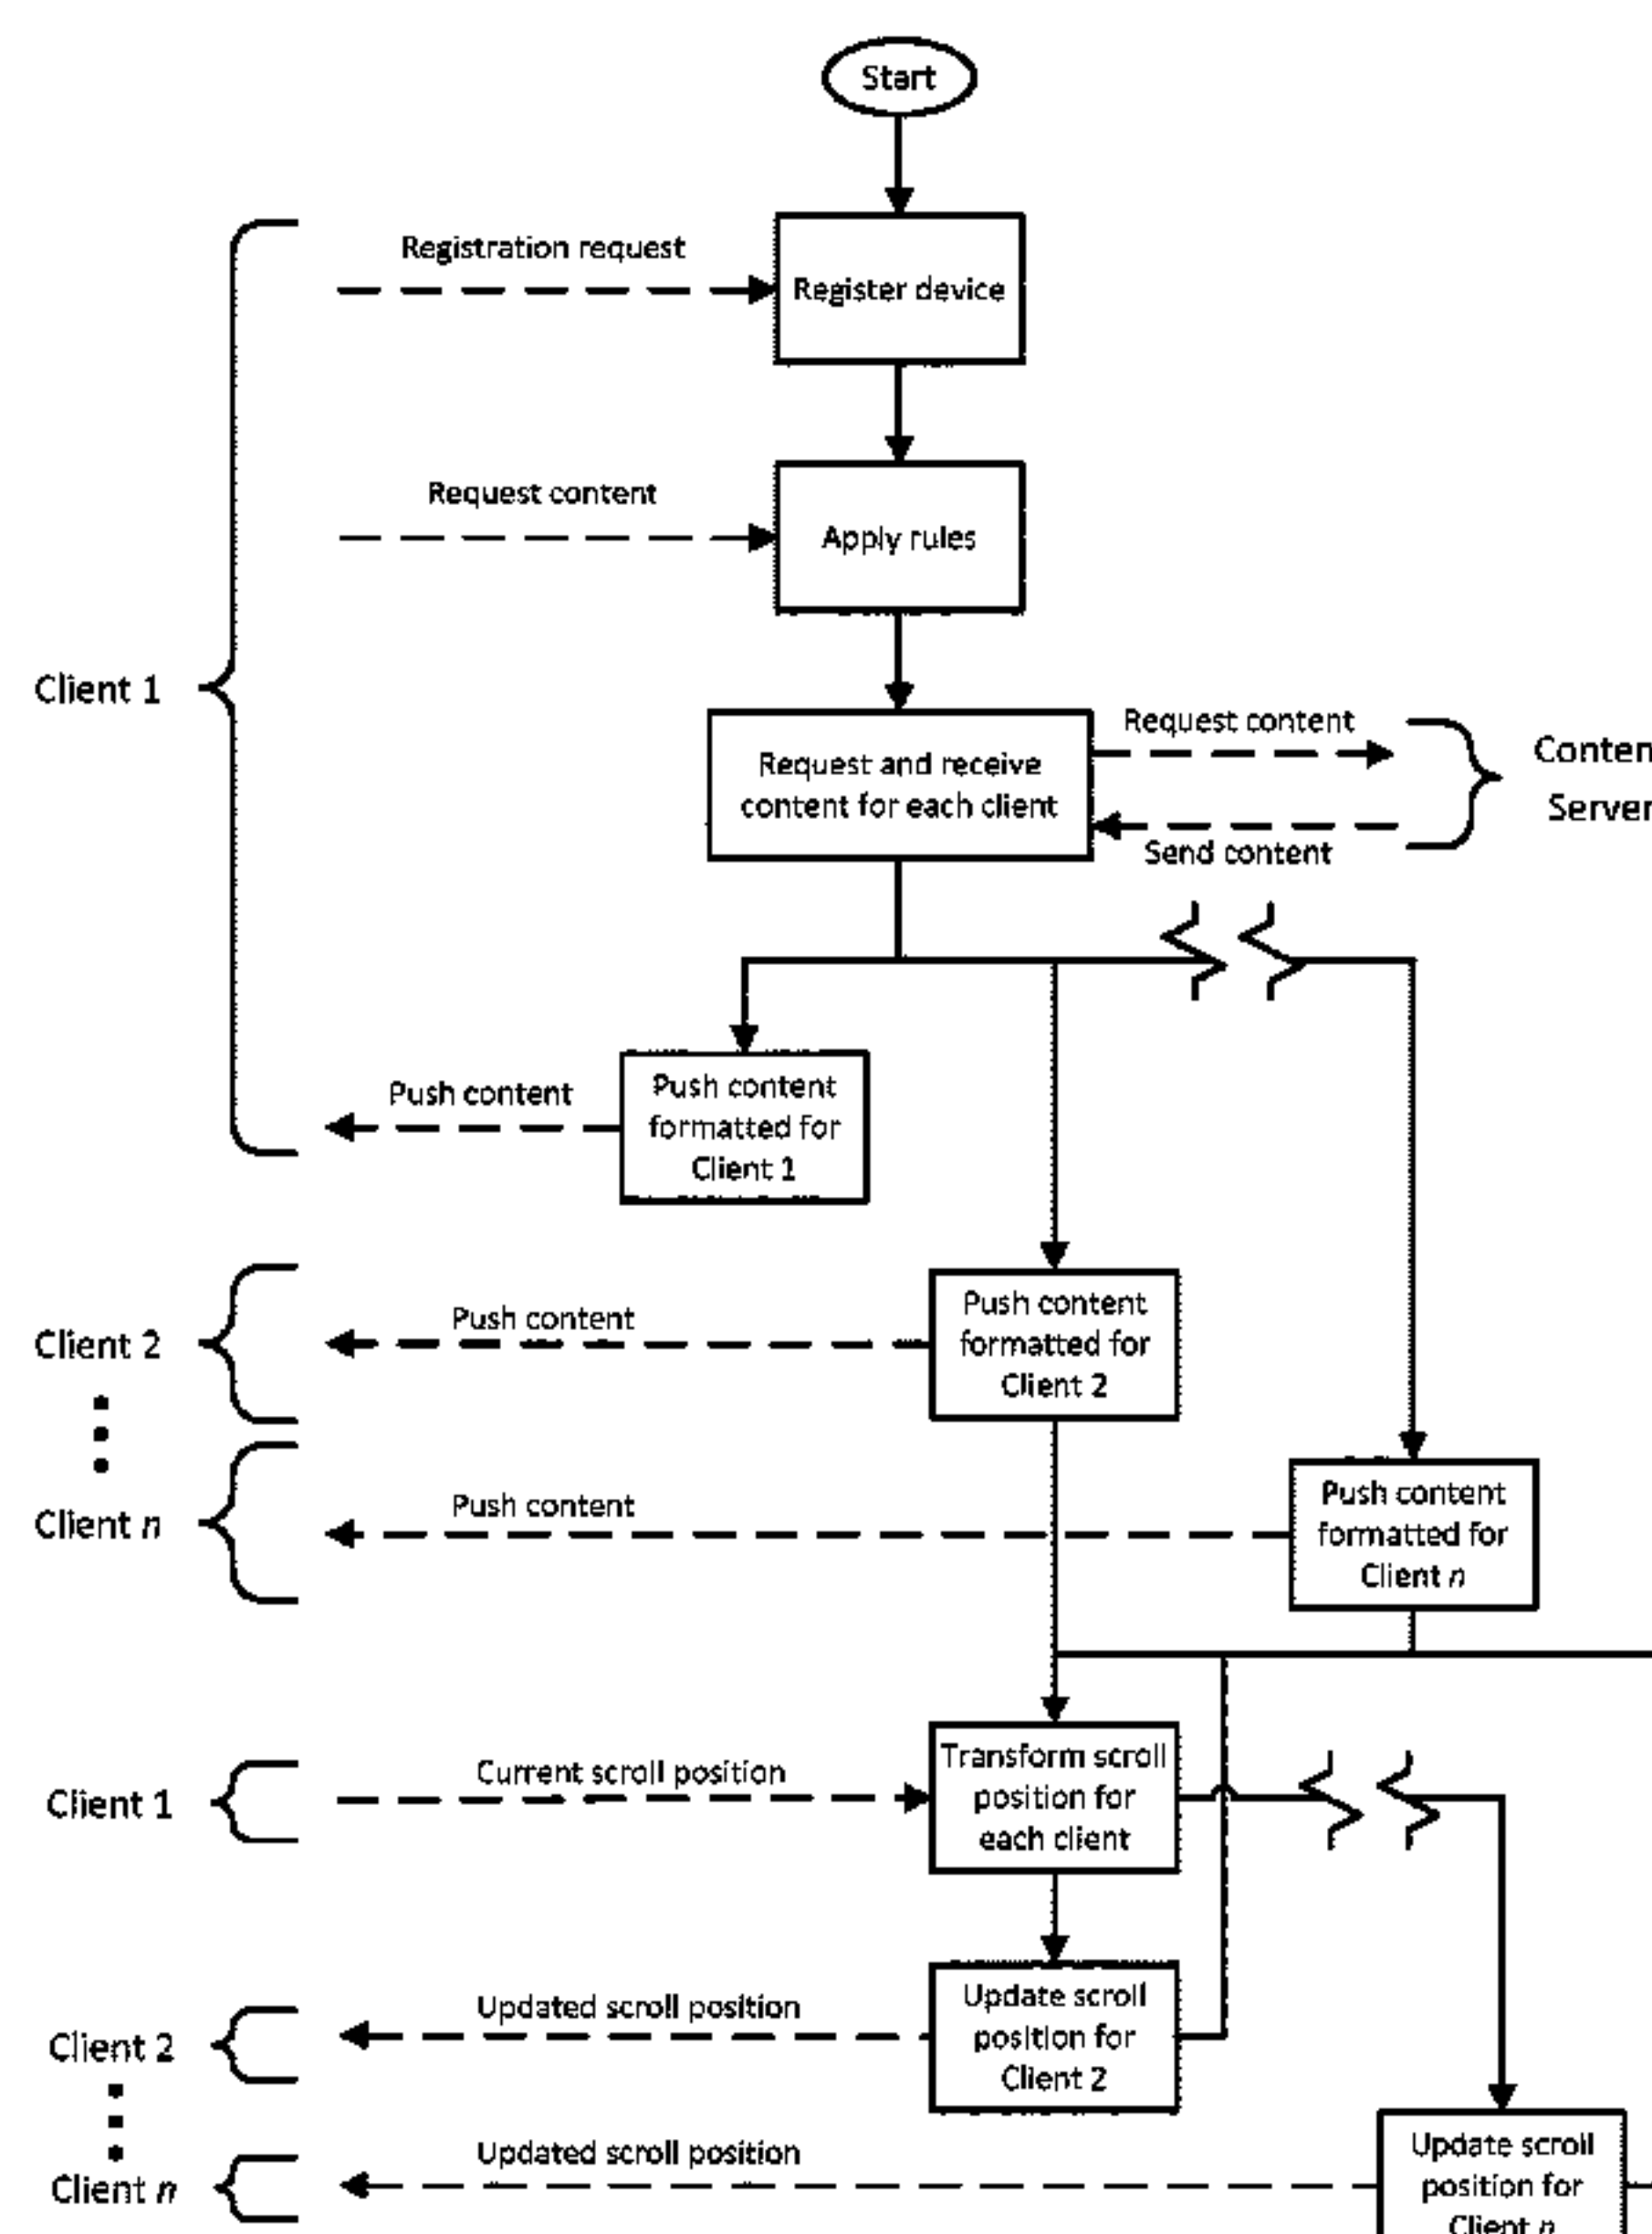 Start
Registration request
Register device
Request content
Apply rules
Client 1
Request content
Request and receive
content for each client
Conten
Server
Send content
Push content
Push content
formatted for
Client 1
Client 2
Push content
Push content
formatted for
Client 2
Client n
Push content
Push content
formatted for
Client n
Client 1
Current scroll position
Transform scroll
position for
each client
Client 2
Updated scroll position
Update scroll
position for
Client 2
Client n
Updated scroll position
Update scroll
position for
Client n